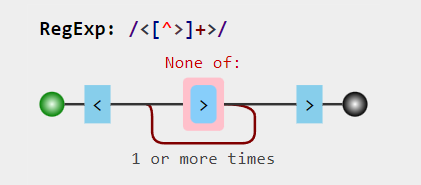 RegExp: /<[^>]+>/
None of:
< > >
1 or more times